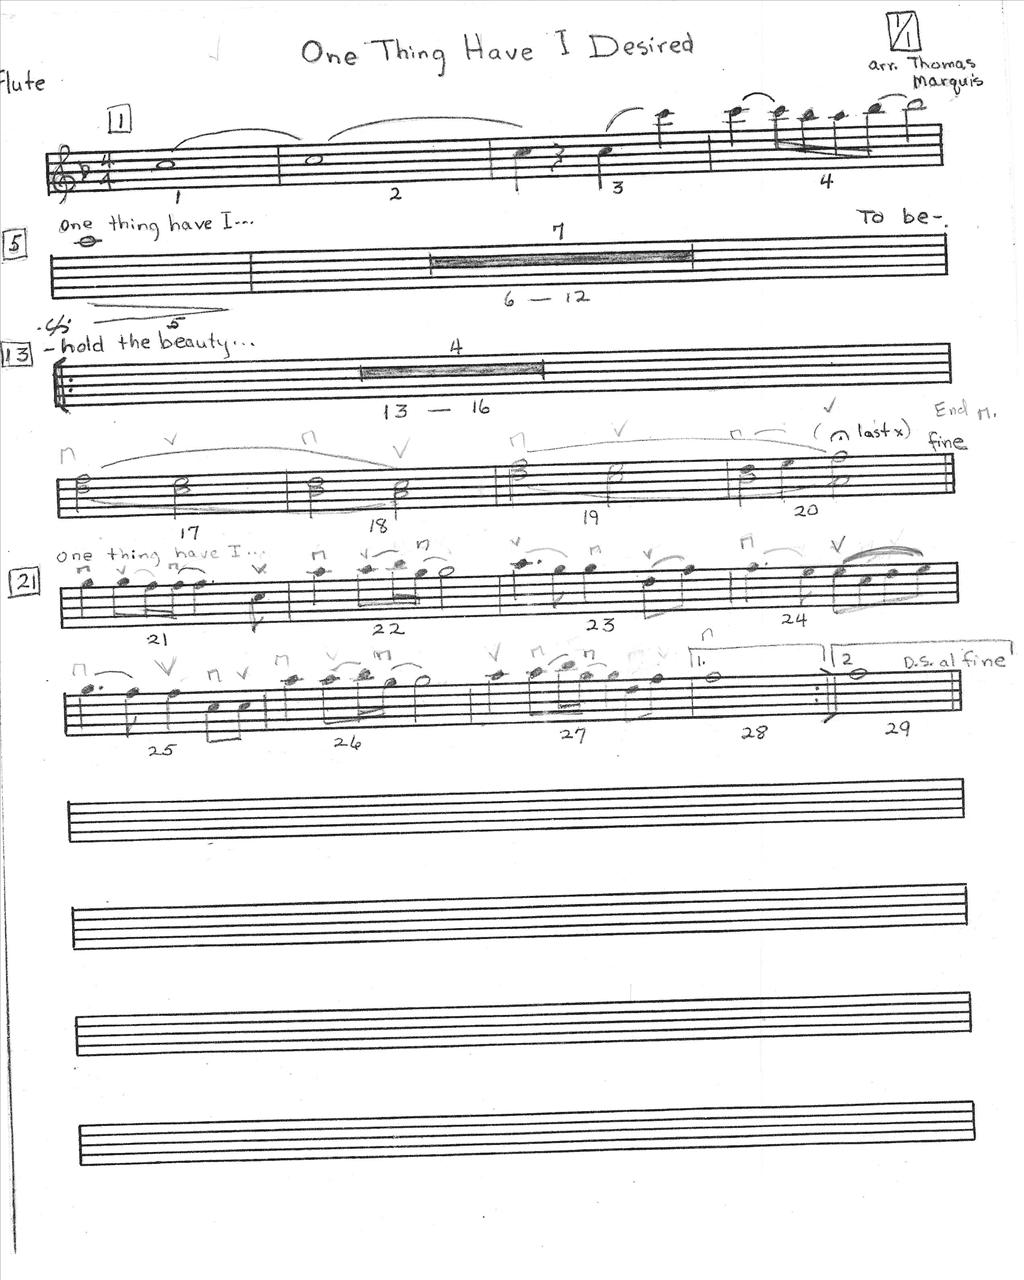 1/1
One Thing Have I Desired
arr. Thomas
Marquis
Flute
1
4
4
1 2 3 4
one thing have I... To be-
5
7
5 6 — 12
13
-hold the beauty...
4
13 — 16
End
(last x) fine
17 18 19 20
one thing have I...
21
21 22 23 24
1. 2 D.S. al fine
25 26 27 28 29